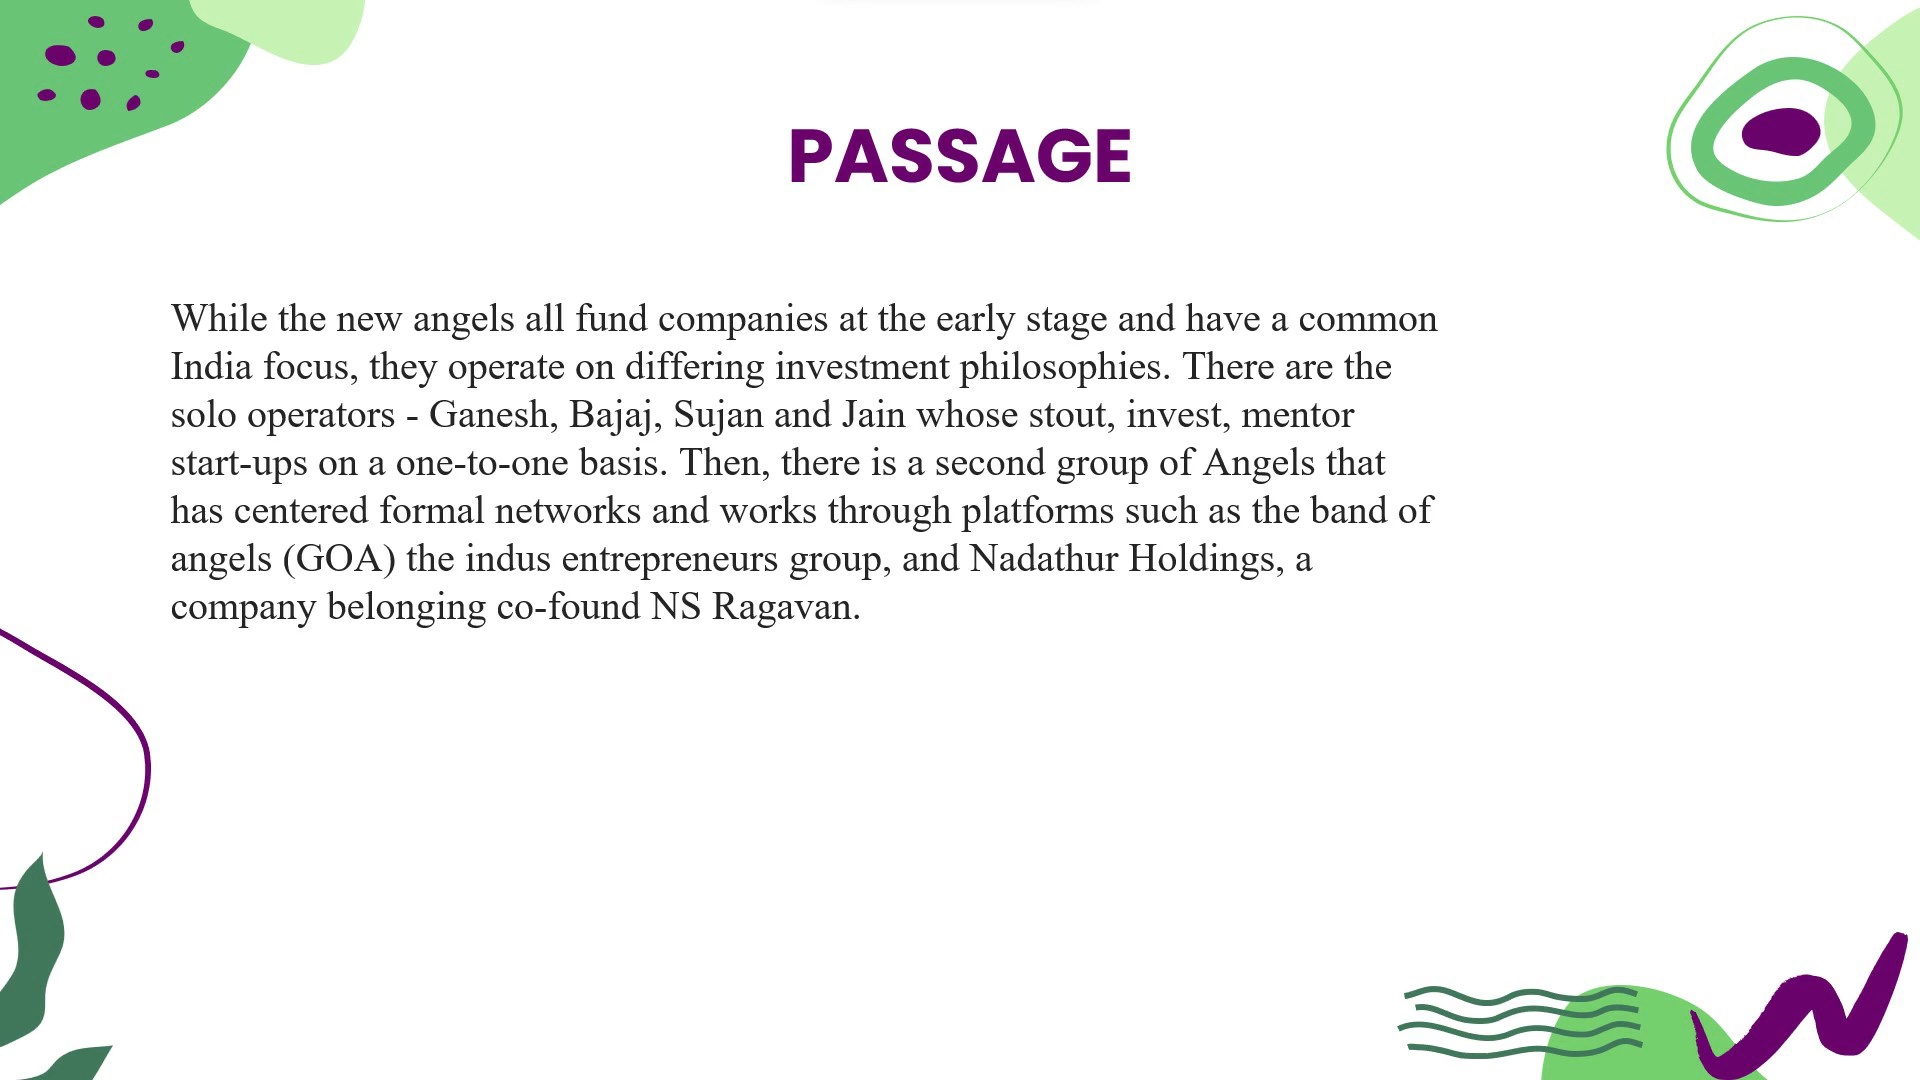 PASSAGE
While the new angels all fund companies at the early stage and have a common
India focus, they operate on differing investment philosophies. There are the
solo operators - Ganesh, Bajaj, Sujan and Jain whose stout, invest, mentor
start-ups on a one-to-one basis. Then, there is a second group of Angels that
has centered formal networks and works through platforms such as the band of
angels (GOA) the indus entrepreneurs group, and Nadathur Holdings, a
company belonging co-found NS Ragavan.